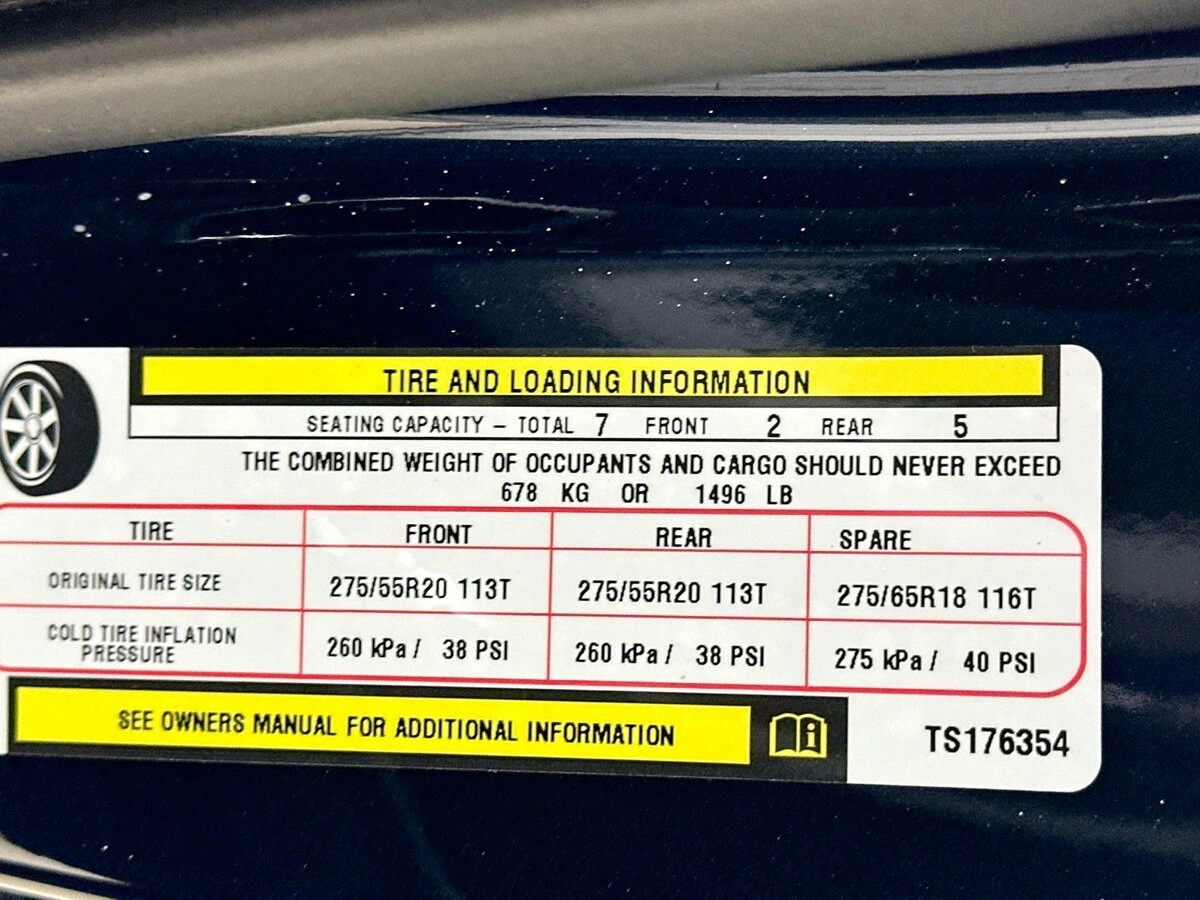 TIRE AND LOADING INFORMATION
SEATING CAPACITY – TOTAL 7 FRONT 2 REAR 5
THE COMBINED WEIGHT OF OCCUPANTS AND CARGO SHOULD NEVER EXCEED
678 KG OR 1496 LB
TIRE FRONT REAR SPARE
ORIGINAL TIRE SIZE 275/55R20 113T 275/55R20 113T 275/65R18 116T
COLD TIRE INFLATION
PRESSURE 260 kPa / 38 PSI 260 kPa / 38 PSI 275 kPa / 40 PSI
SEE OWNERS MANUAL FOR ADDITIONAL INFORMATION
TS176354